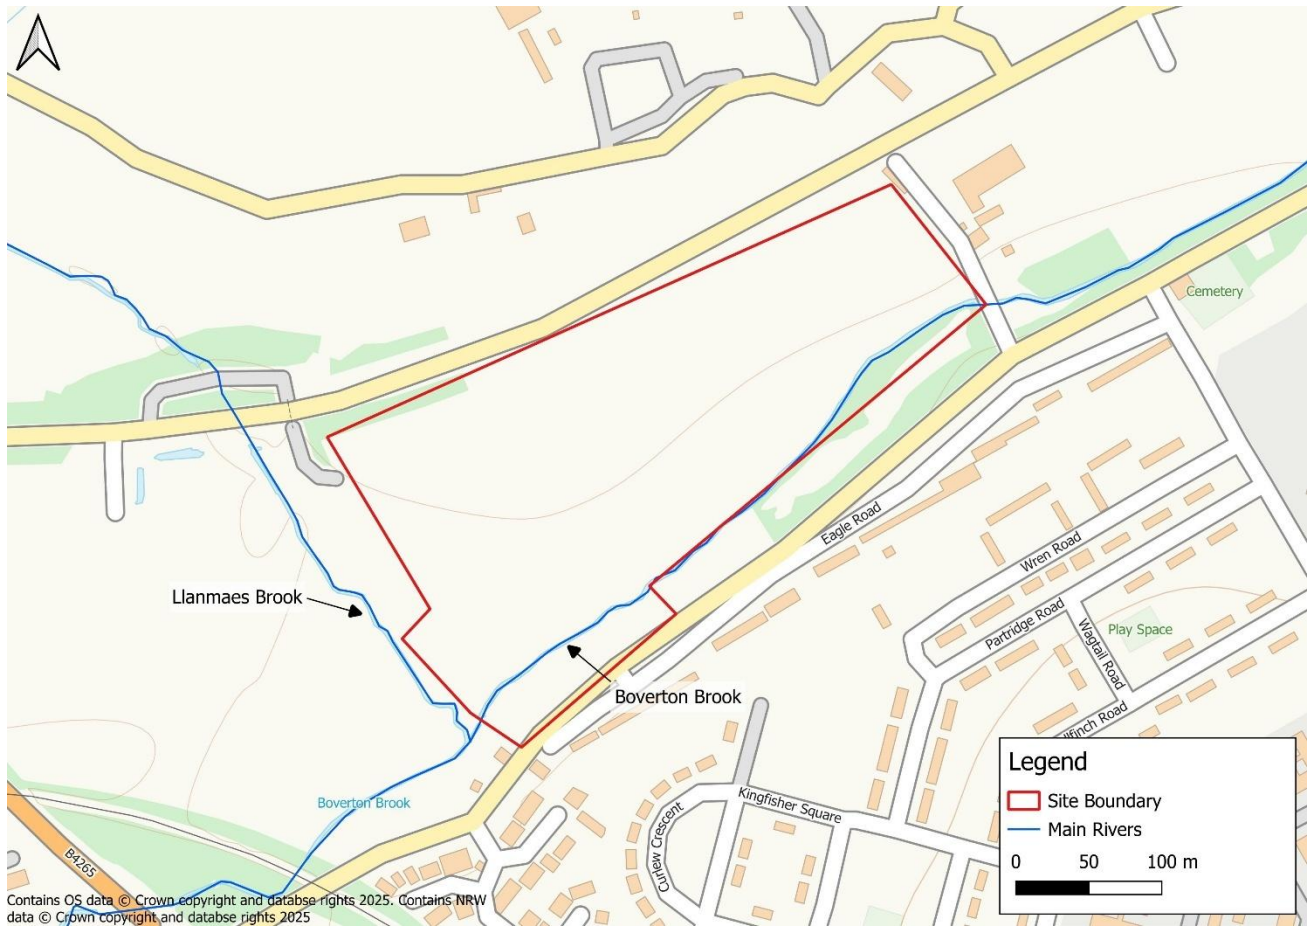 Cemetery
Eagle Road
Wren Road
Partridge Road
Play Space
Wagtail Road
llfinch Road
Llanmaes Brook
Boverton Brook
Boverton Brook
Kingfisher Square
Curlew Crescent
B4265
Legend
Site Boundary
Main Rivers
0 50 100 m
Contains OS data © Crown copyright and databse rights 2025. Contains NRW
data © Crown copyright and databse rights 2025